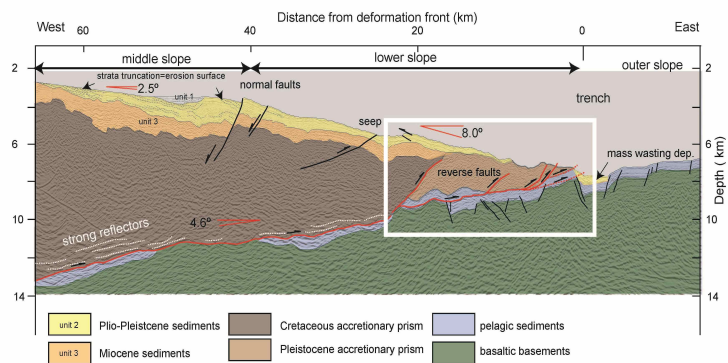 Distance from deformation front (km)
West
East
60
40
20
0
middle slope
lower slope
outer slope
2
2
strata truncation=erosion surface
normal faults
2.5º
unit 1
trench
unit 3
seep
8.0º
6
6
mass wasting dep.
reverse faults
Depth ( km)
10
10
4.6º
strong reflectors
14
14
unit 2
Plio-Pleistcene sediments
Cretaceous accretionary prism
pelagic sediments
unit 3
Miocene sediments
Pleistocene accretionary prism
basaltic basements